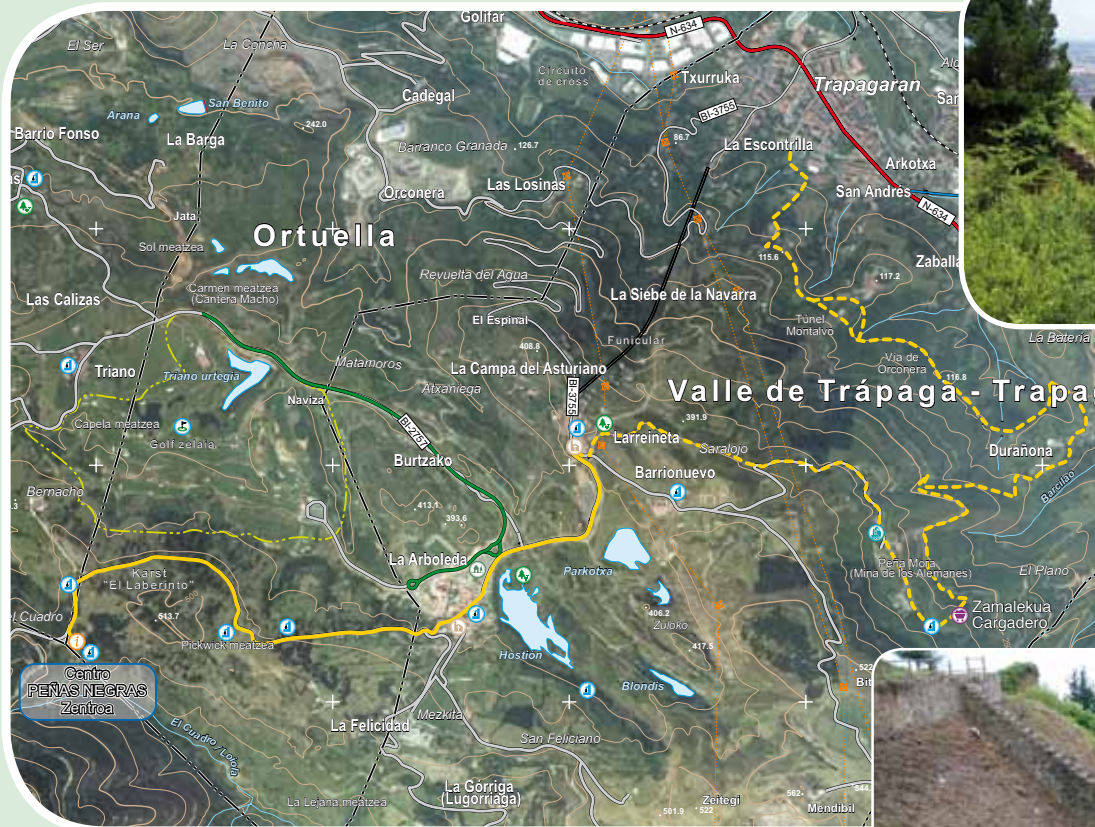 Golifar
N-634
El Ser
La Concha
Circuito
de cross
Txurruka
Trapagaran
Cadegal
San Benito
Arana
BI-3755
242.0
Barrio Fonso
La Barga
Barranco Granada
126.7
86.7
La Escontrilla
Arkotxa
Orconera
Las Losinas
San Andrés
N-634
Jata
Ortuella
Sol meatzea
115.6
Zaballa
117.2
Revuelta del Agua
Carmen meatzea
(Cantera Macho)
Las Calizas
La Siebe de la Navarra
El Espinal
Túnel
Montalvo
Funicular
La Batería
408.8
Vía de
Orconera
Matamoros
La Campa del Asturiano
Triano
Triano urtegia
116.8
BI-3755
Atxaniega
Valle de Trápaga - Trapa
Naviza
391.9
Capela meatzea
BI-2757
Golf zelaia
Larreineta
Saralojo
Durañona
Burtzako
Barrionuevo
Bernacho
Barcilao
413.1
393.6
La Arboleda
Peña Mora
(Mina de los Alemanes)
Parkotxa
El Plano
Karst
"El Laberinto"
500
513.7
406.2
Zuloko
Zamalekua
Cargadero
el Cuadro
Pickwick meatzea
417.5
Hostión
Centro
PEÑAS NEGRAS
Zentroa
Blondis
522
Bit
Mezkita
La Felicidad
El Cuadro / Loiola
San Feliciano
La Górriga
(Lugorriaga)
La Lejana meatzea
Zeitegi
562
544.
501.9
522
Mendibil